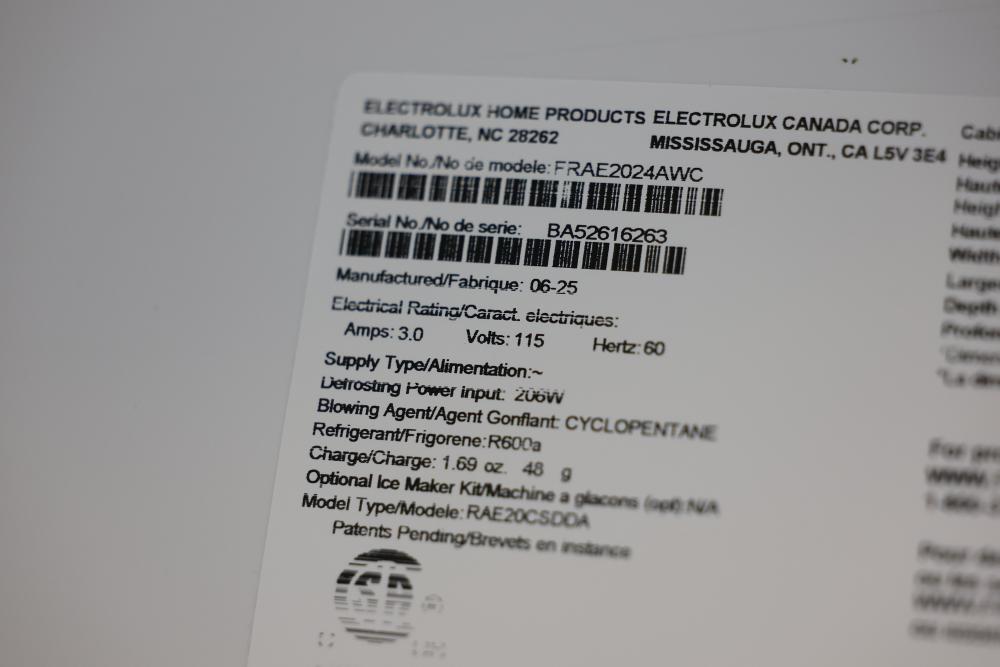 ELECTROLUX HOME PRODUCTS ELECTROLUX CANADA CORP.
CHARLOTTE, NC 28262 MISSISSAUGA, ONT., CA L5V 3E4
Model No./No de modele: FRAE2024AWC
Serial No./No de serie: BA52616263
Manufactured/Fabrique: 06-25
Electrical Rating/Caract. electriques:
Amps: 3.0 Volts: 115 Hertz: 60
Supply Type/Alimentation:~
Defrosting Power input: 206W
Blowing Agent/Agent Gonflant: CYCLOPENTANE
Refrigerant/Frigorene:R600a
Charge/Charge: 1.69 oz. 48 g
Optional Ice Maker Kit/Machine a glacons (opt):N/A
Model Type/Modele: RAE20CSDDA
Patents Pending/Brevets en instance
Width
Depth